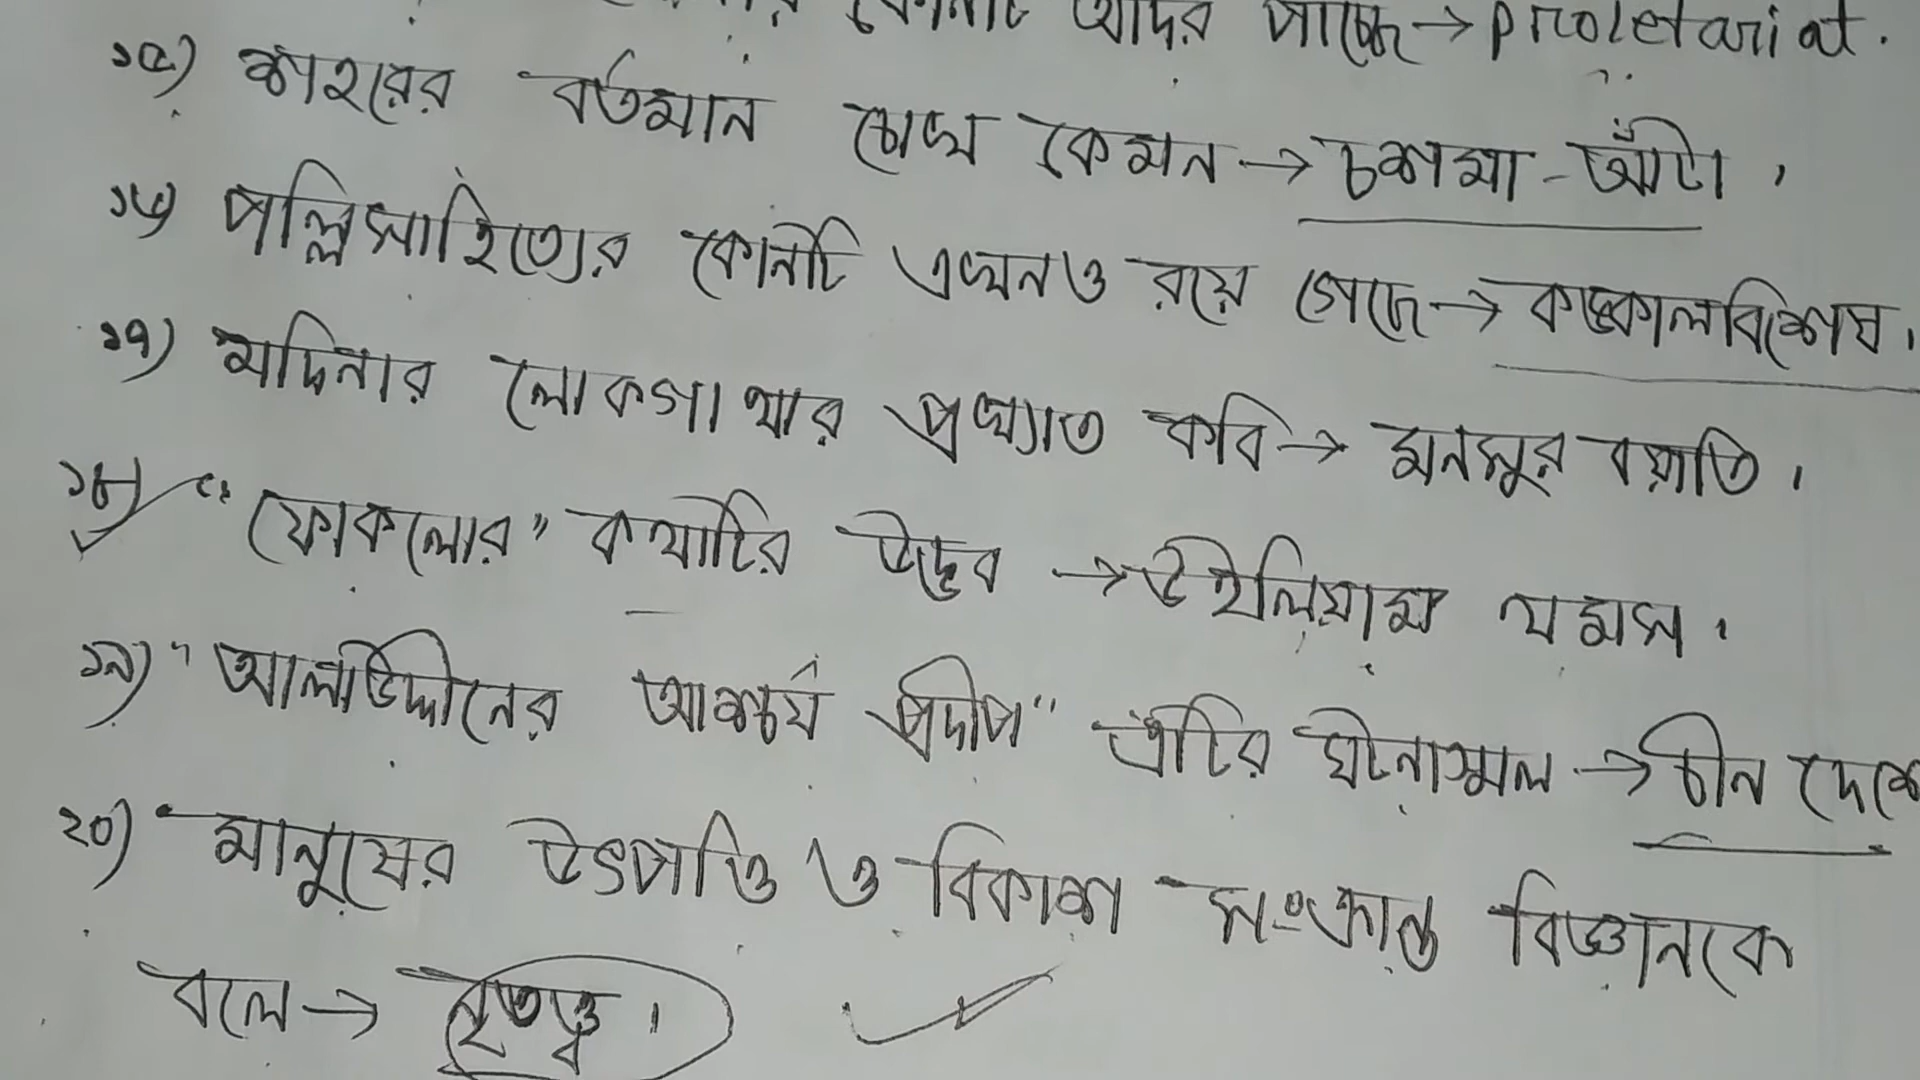 কোনটি আদর পাচ্ছে→proletariat.
১৫) শহরের বর্তমান চোখ কেমন→চশমা-আঁটা।
১৬) পল্লিসাহিত্যের কোনটি এখনও রয়ে গেছে→কঙ্কালবিশেষ।
১৭) মদিনার লোকগাথার প্রখ্যাত কবি→মনসুর বয়াতি।
১৮) "ফোকলোর" কথাটির উদ্ভব →উইলিয়াম থমস।
১৯) "আলাউদ্দীনের আশ্চর্য প্রদীপ" এটির ঘটনাস্থল→চীন দেশে
২০) মানুষের উৎপত্তি ও বিকাশ সংক্রান্ত বিজ্ঞানকে
বলে→ নৃতত্ত্ব।